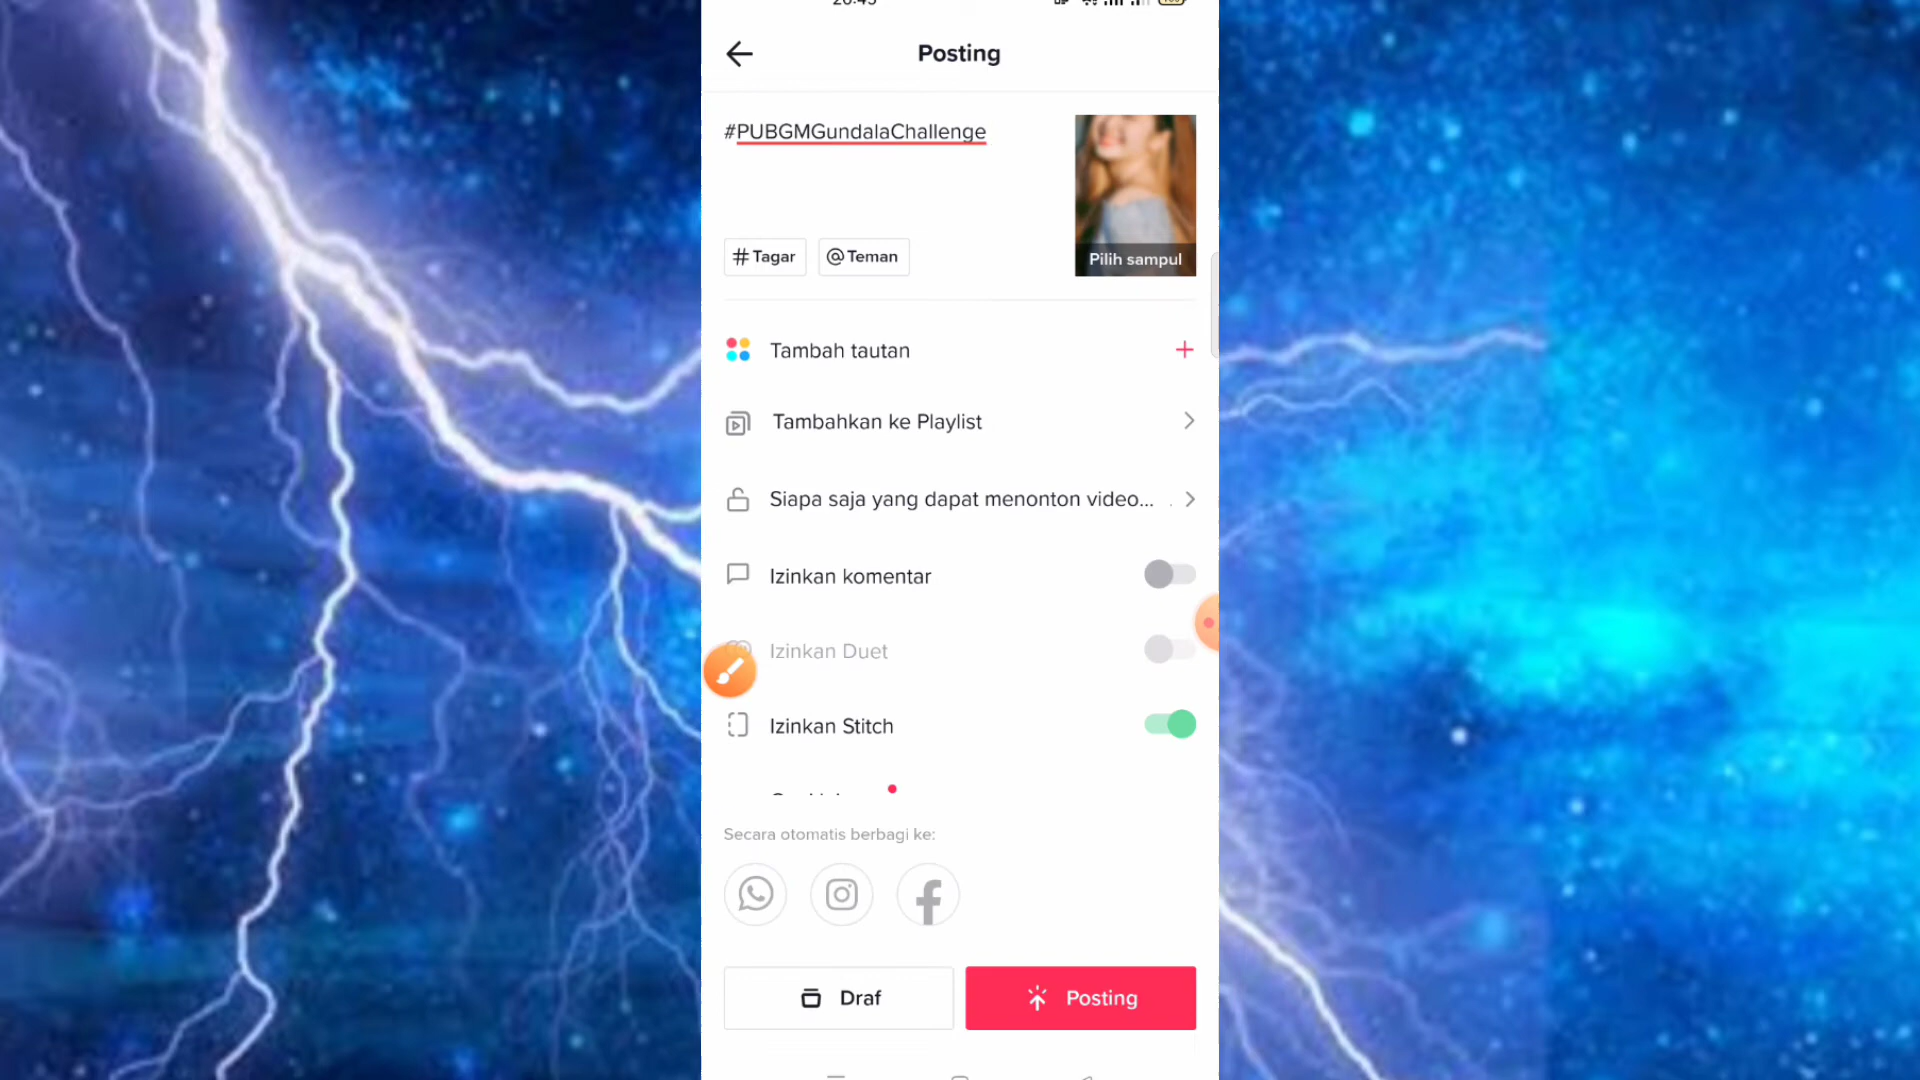 Posting
#PUBGMGundalaChallenge
#Tagar @Teman
Pilih sampul
Tambah tautan
Tambahkan ke Playlist
Siapa saja yang dapat menonton video...
Izinkan komentar
Izinkan Duet
Izinkan Stitch
Secara otomatis berbagi ke:
Draf
Posting